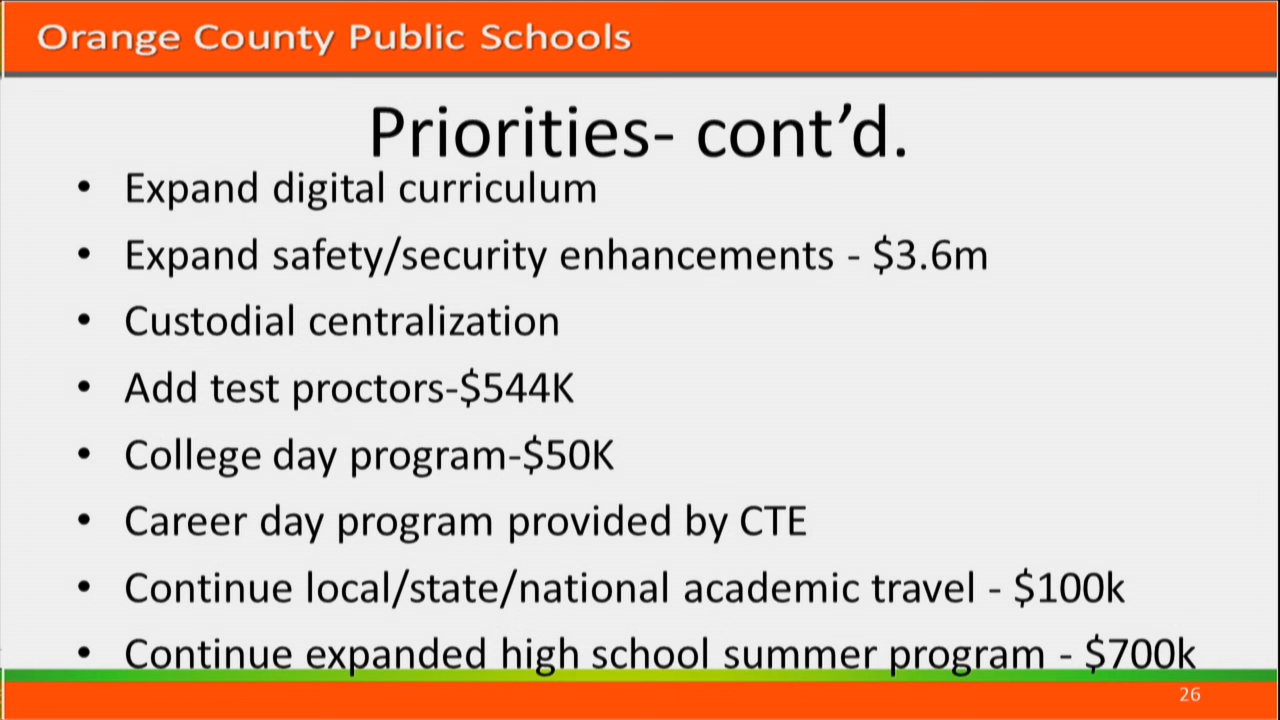 Orange County Public Schools
Priorities- cont’d.
• Expand digital curriculum
• Expand safety/security enhancements - $3.6m
• Custodial centralization
• Add test proctors-$544K
• College day program-$50K
• Career day program provided by CTE
• Continue local/state/national academic travel - $100k
• Continue expanded high school summer program - $700k
26